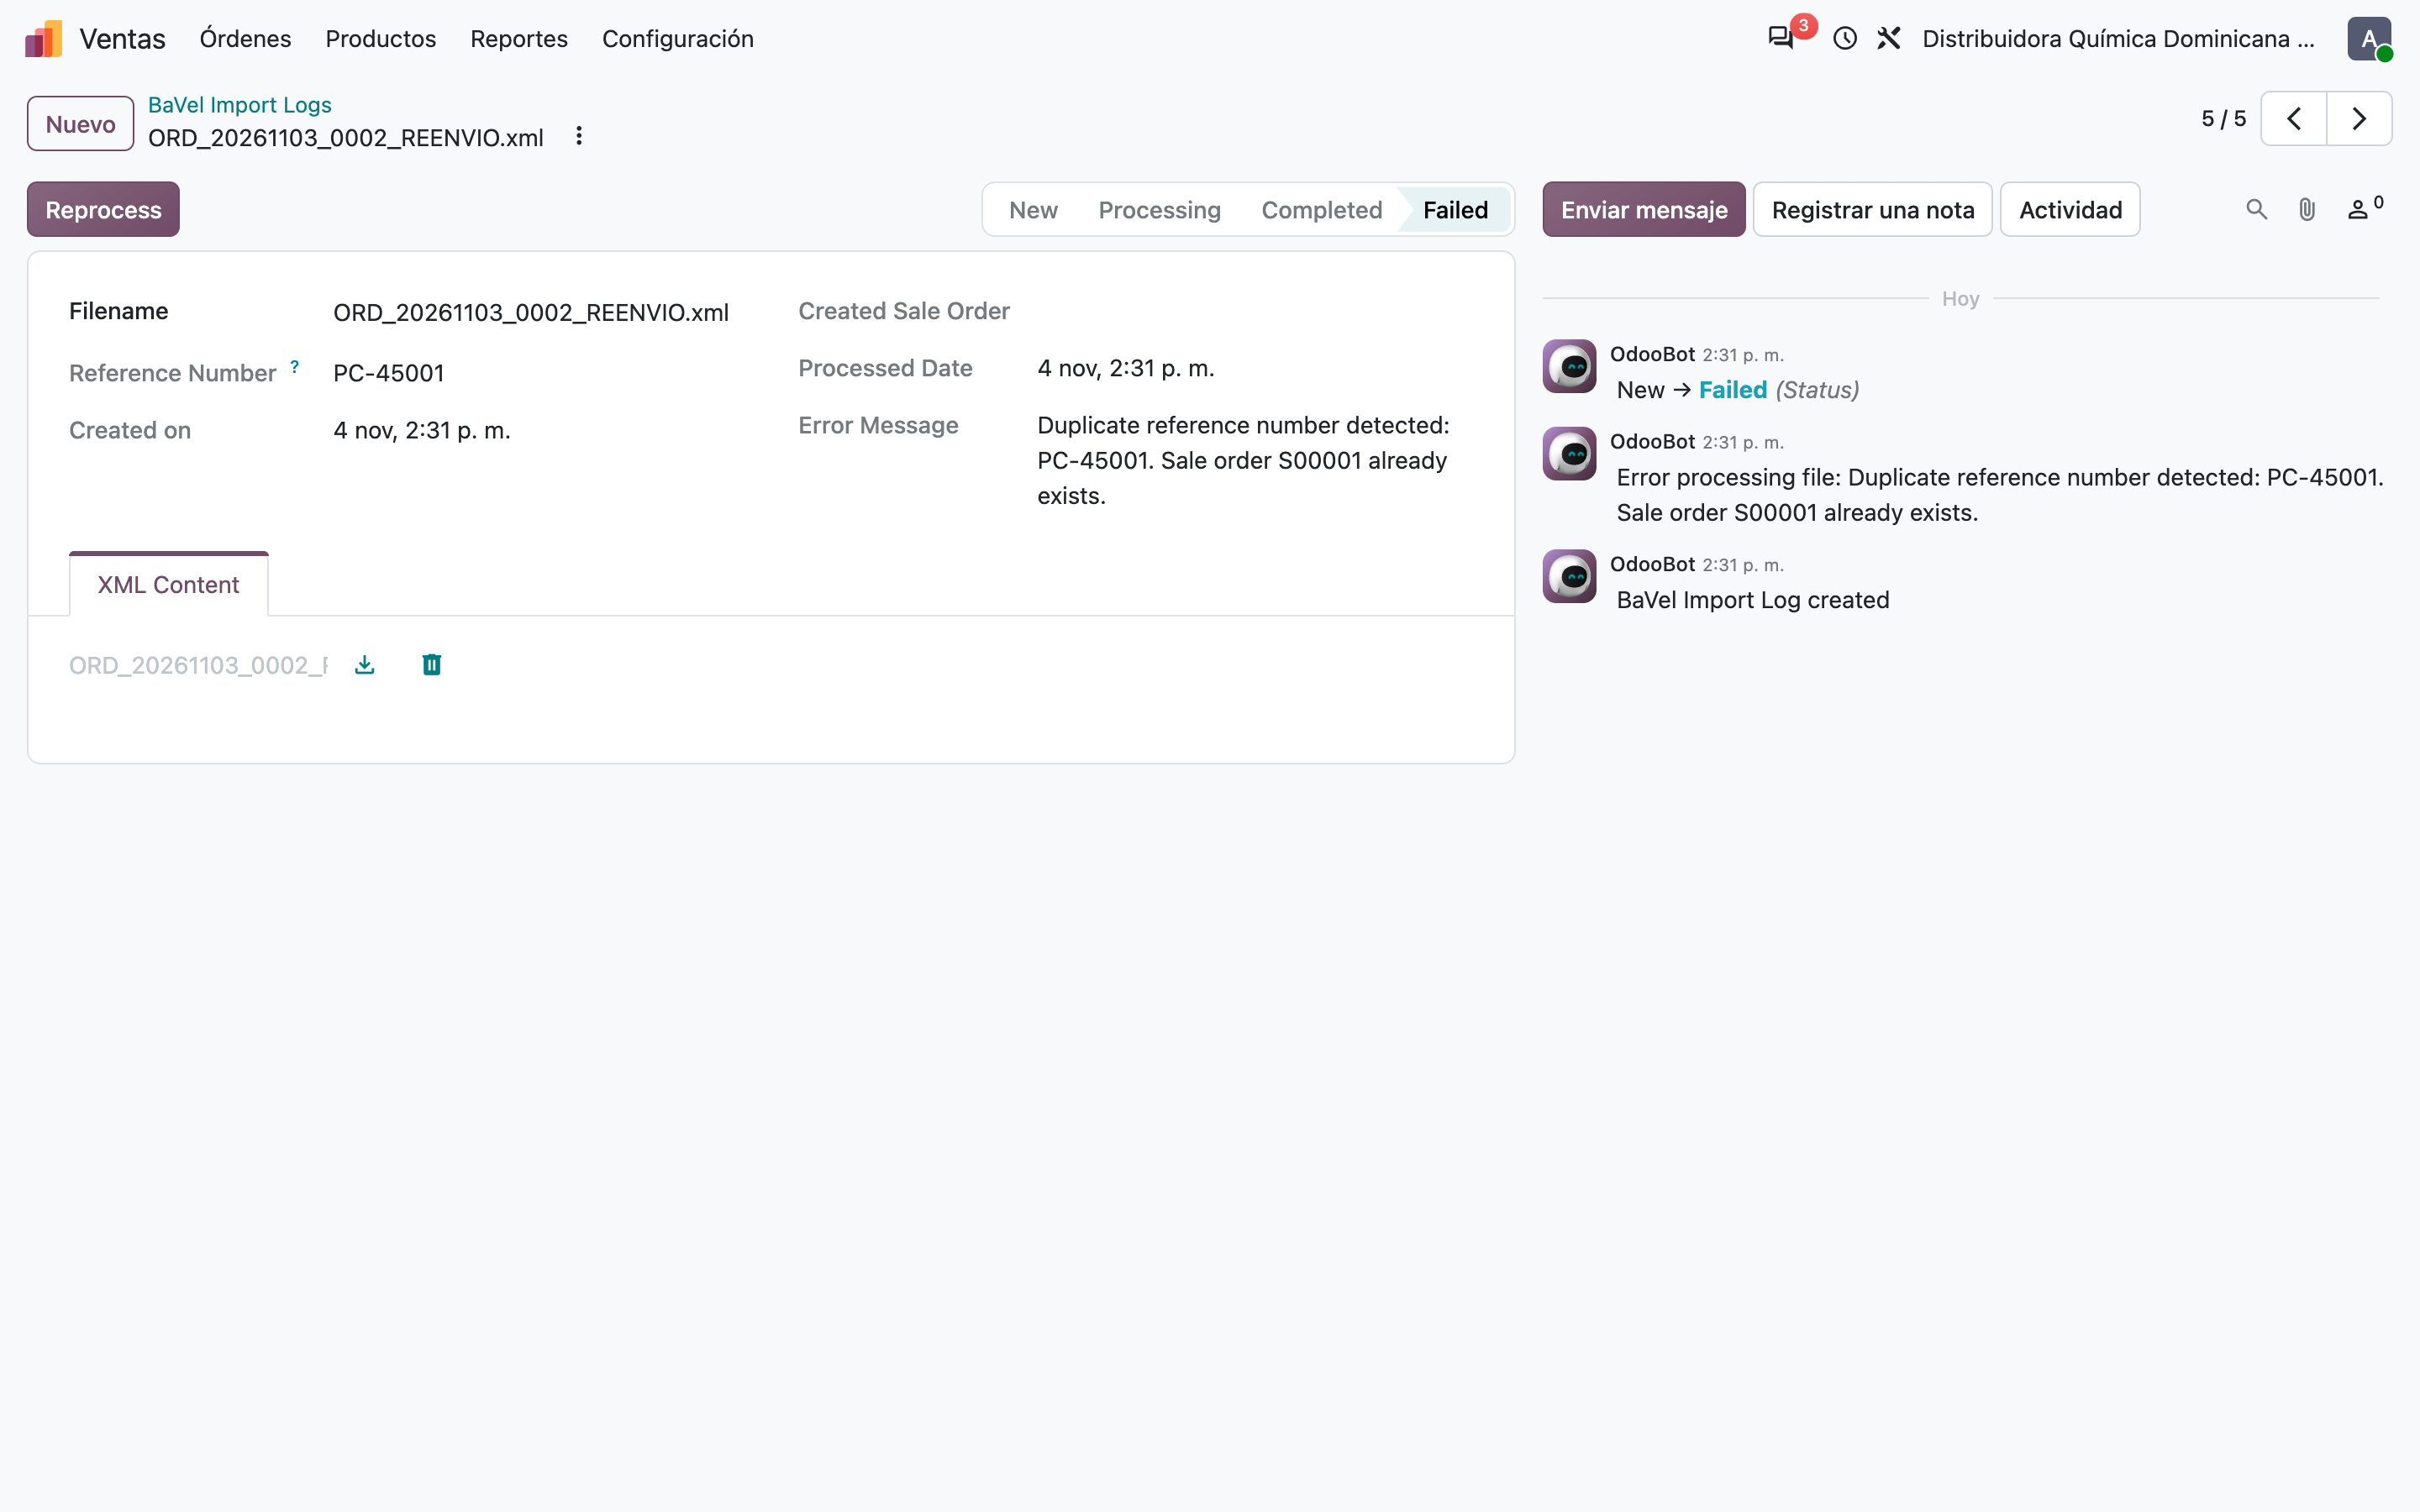 Ventas Órdenes Productos Reportes Configuración 3 Distribuidora Química Dominicana ... A
Nuevo
BaVel Import Logs
ORD_20261103_0002_REENVIO.xml
5 / 5
Reprocess
New Processing Completed Failed
Enviar mensaje Registrar una nota Actividad 0
Filename ORD_20261103_0002_REENVIO.xml
Reference Number ? PC-45001
Created on 4 nov, 2:31 p. m.
Created Sale Order
Processed Date 4 nov, 2:31 p. m.
Error Message Duplicate reference number detected:
PC-45001. Sale order S00001 already
exists.
XML Content
ORD_20261103_0002_
Hoy
OdooBot 2:31 p. m.
New → Failed (Status)
OdooBot 2:31 p. m.
Error processing file: Duplicate reference number detected: PC-45001.
Sale order S00001 already exists.
OdooBot 2:31 p. m.
BaVel Import Log created